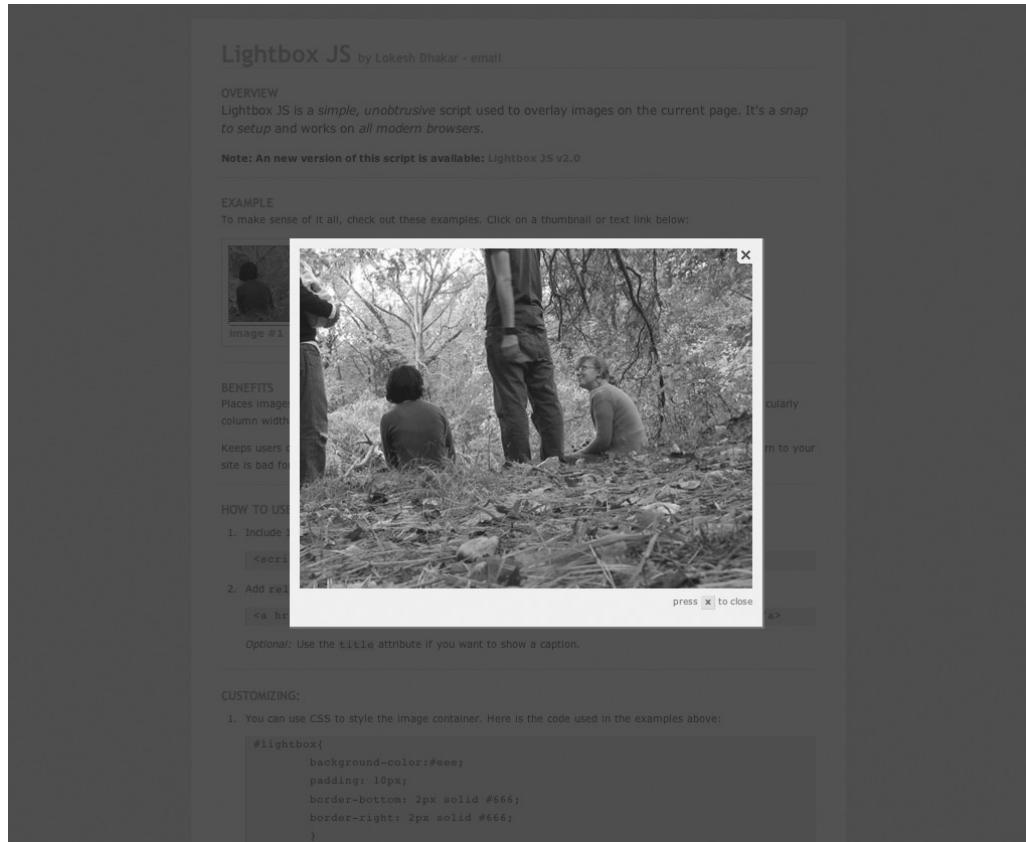 Lightbox JS by Lokesh Dhakar - email
OVERVIEW
Lightbox JS is a simple, unobtrusive script used to overlay images on the current page. It's a snap
to setup and works on all modern browsers.
Note: An new version of this script is available: Lightbox JS v2.0
EXAMPLE
To make sense of it all, check out these examples. Click on a thumbnail or text link below:
image #1
BENEFITS
Places image
cularly
column width
Keeps users
n to your
site is bad fo
HOW TO USE
1. Include
<scri
2. Add rel
<a hr
a>
Optional: Use the title attribute if you want to show a caption.
press x to close
CUSTOMIZING:
1. You can use CSS to style the image container. Here is the code used in the examples above:
#lightbox{
background-color:#eee;
padding: 10px;
border-bottom: 2px solid #666;
border-right: 2px solid #666;
}